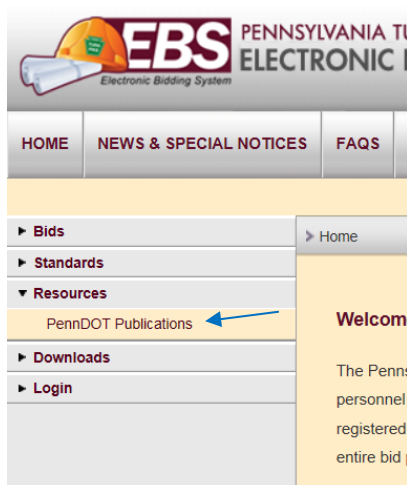 EBS
Electronic Bidding System
PENNSYLVANIA
ELECTRONIC
HOME NEWS & SPECIAL NOTICES FAQS
Bids
Standards
Resources
PennDOT Publications
Downloads
Login
Home
Welcom
The Penns
personnel
registered
entire bid